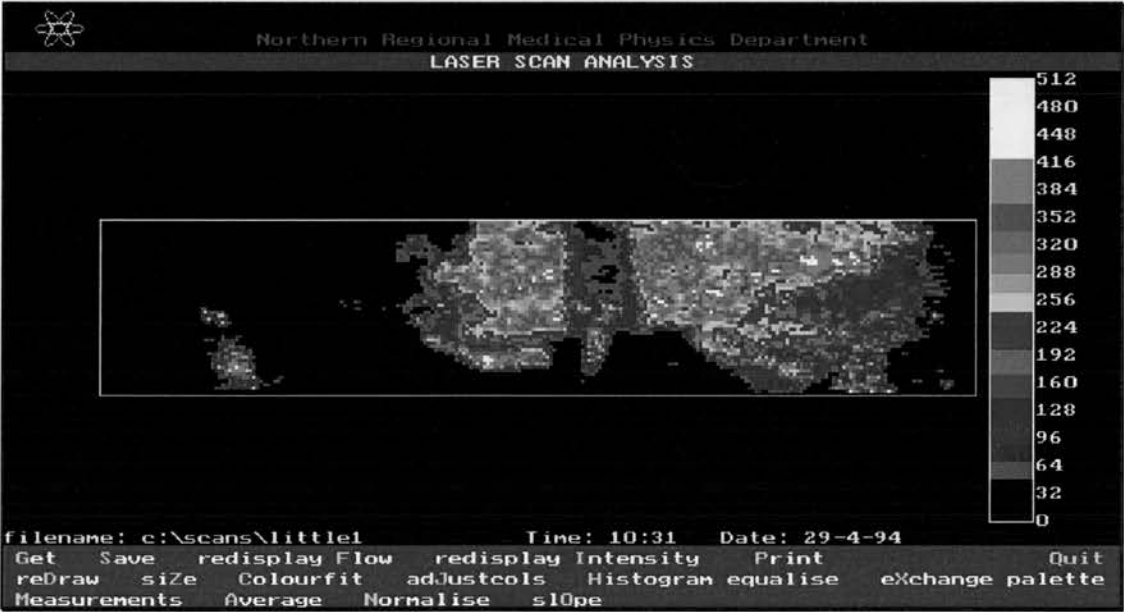 Northern Regional Medical Physics Department
LASER SCAN ANALYSIS
512
480
448
416
384
352
320
288
256
224
192
160
128
96
64
32
0
filename: c:\scans\little1 Time: 10:31 Date: 29-4-94
Get Save redisplay Flow redisplay Intensity Print Quit
reDraw siZe Colourfit adJustcols Histogram equalise eXchange palette
Measurements Average Normalise slOpe